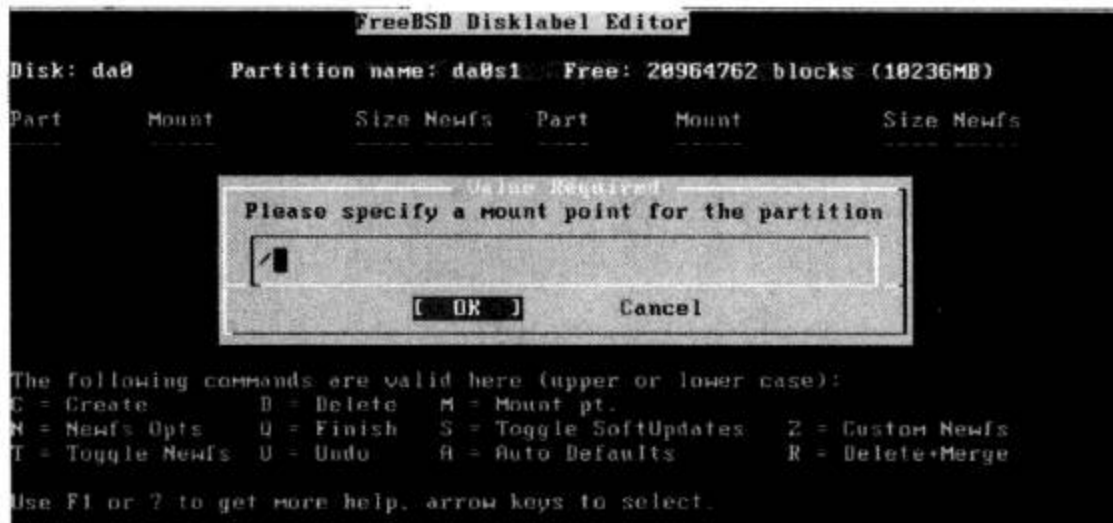 FreeBSD Disklabel Editor
Disk: da0 Partition name: da0s1 Free: 20964762 blocks (10236MB)
Part Mount Size Newfs Part Mount Size Newfs
---- ----- ---- ----- ---- ----- ---- -----
Value Required
Please specify a mount point for the partition
/
[ OK ] Cancel
The following commands are valid here (upper or lower case):
C = Create D = Delete M = Mount pt.
N = Newfs Opts Q = Finish S = Toggle SoftUpdates Z = Custom Newfs
T = Toggle Newfs U = Undo A = Auto Defaults R = Delete+Merge
Use F1 or ? to get more help, arrow keys to select.